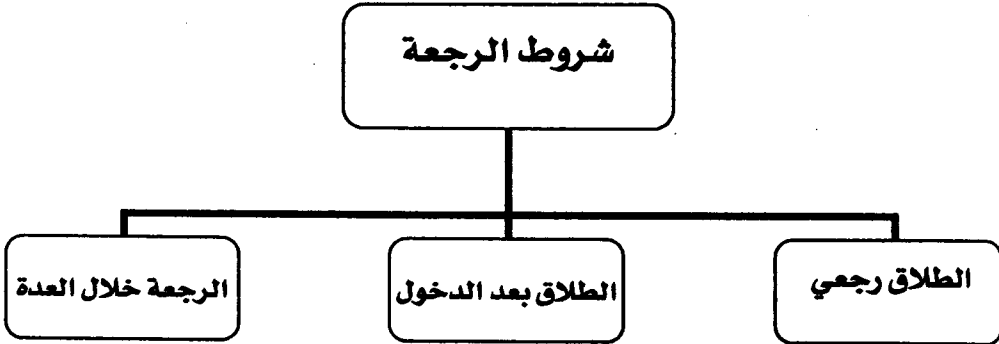 شروط الرجعة
الطلاق رجعي
الطلاق بعد الدخول
الرجعة خلال العدة